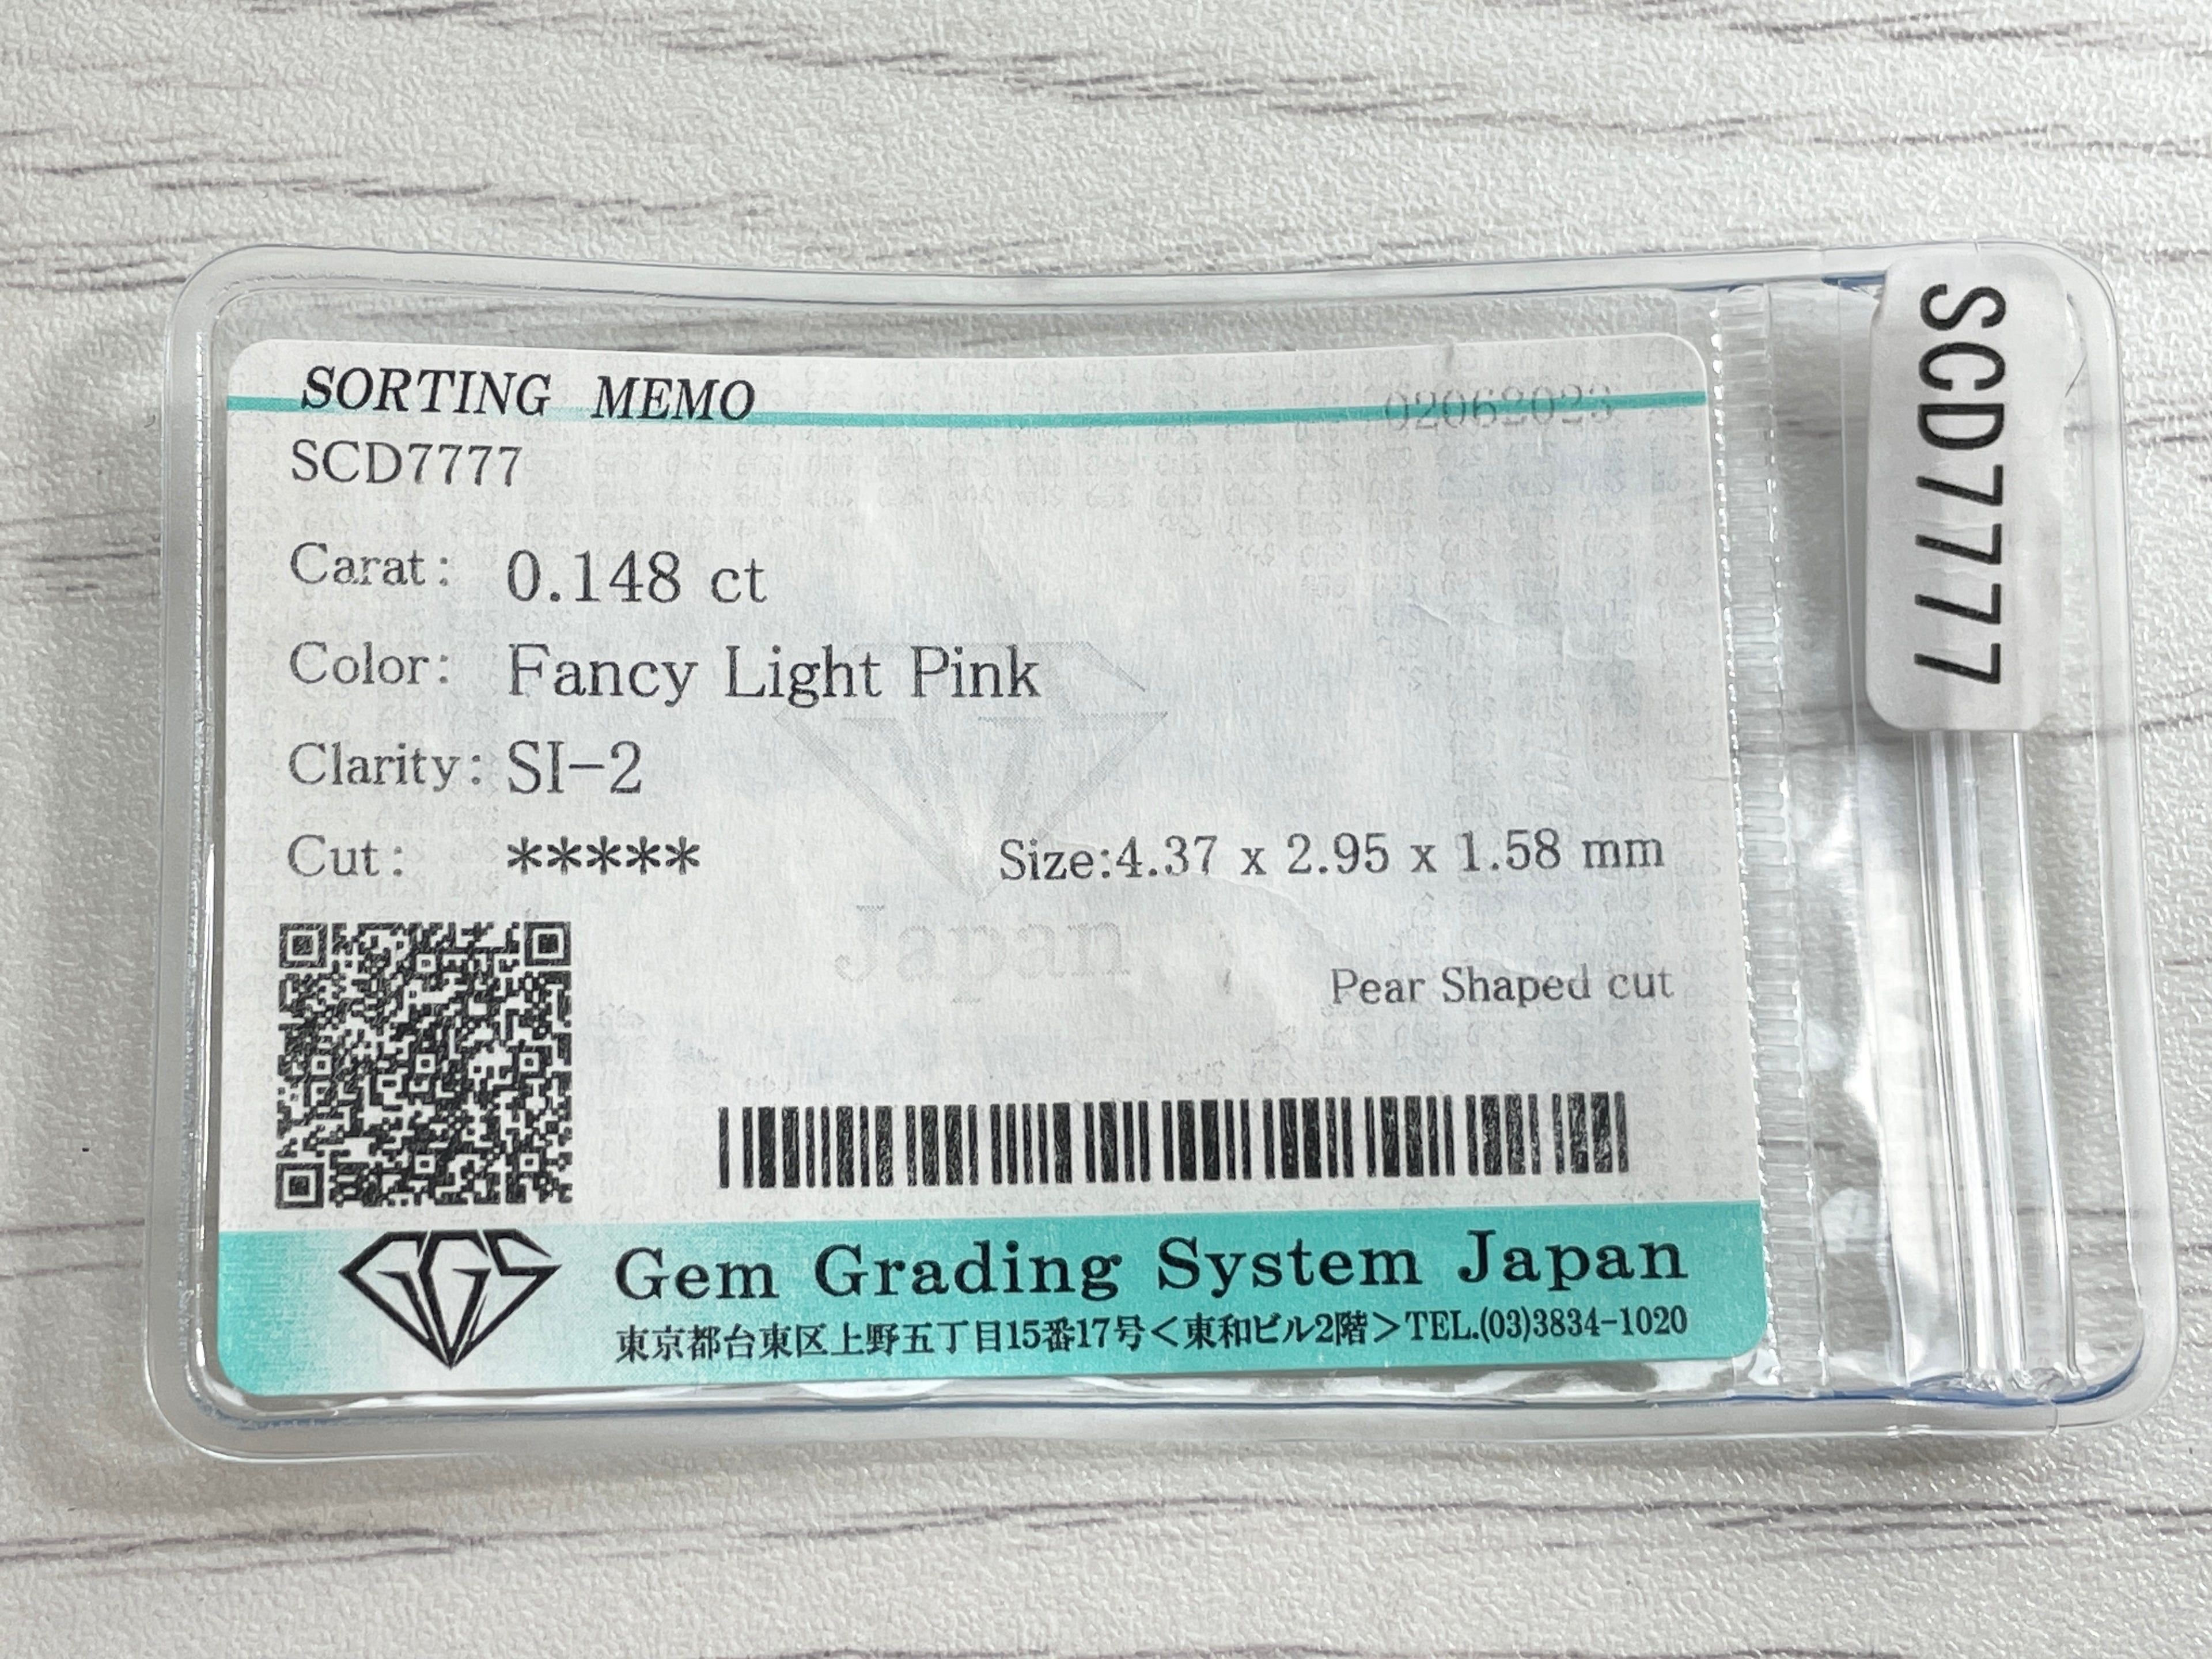 SORTING MEMO
02062023
SCD7777
Carat: 0.148 ct
Color: Fancy Light Pink
Clarity: SI-2
Cut: *****
Size:4.37 x 2.95 x 1.58 mm
Japan
Pear Shaped cut
GGS
Gem Grading System Japan
東京都台東区上野五丁目15番17号＜東和ビル2階＞TEL.(03)3834-1020
SCD7777